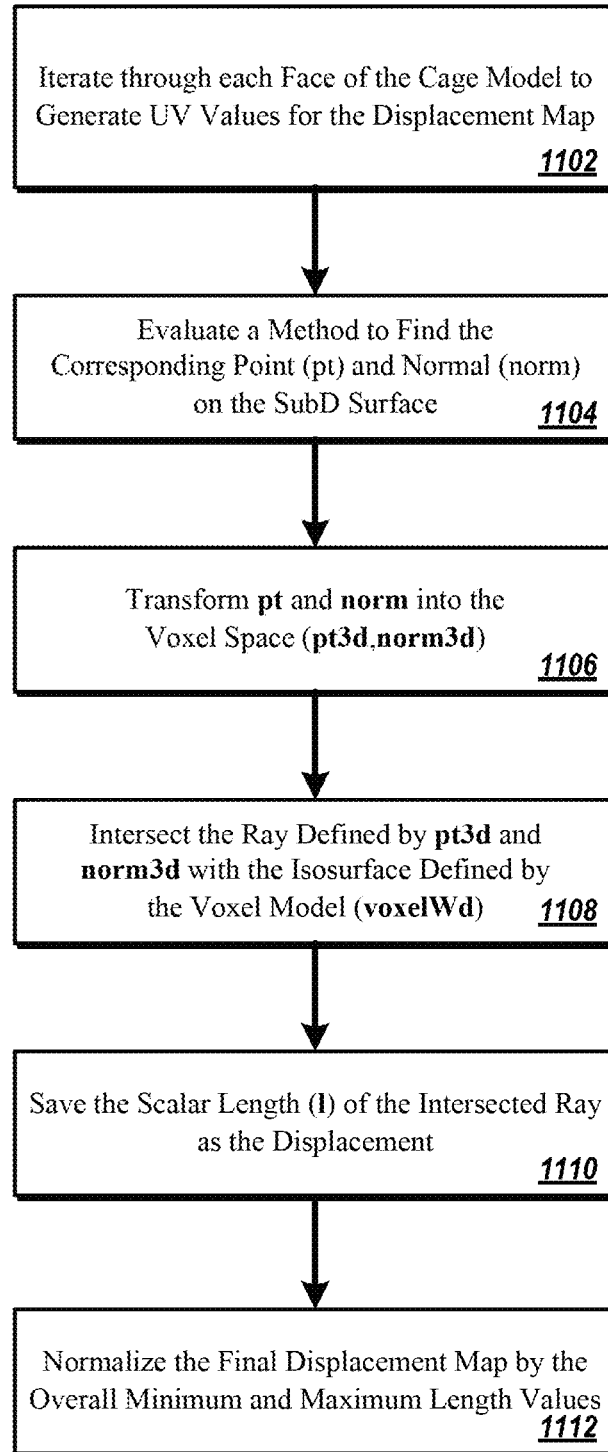 Iterate through each Face of the Cage Model to
Generate UV Values for the Displacement Map
1102
Evaluate a Method to Find the
Corresponding Point (pt) and Normal (norm)
on the SubD Surface
1104
Transform pt and norm into the
Voxel Space (pt3d,norm3d)
1106
Intersect the Ray Defined by pt3d and
norm3d with the Isosurface Defined by
the Voxel Model (voxelWd)
1108
Save the Scalar Length (l) of the Intersected Ray
as the Displacement
1110
Normalize the Final Displacement Map by the
Overall Minimum and Maximum Length Values
1112